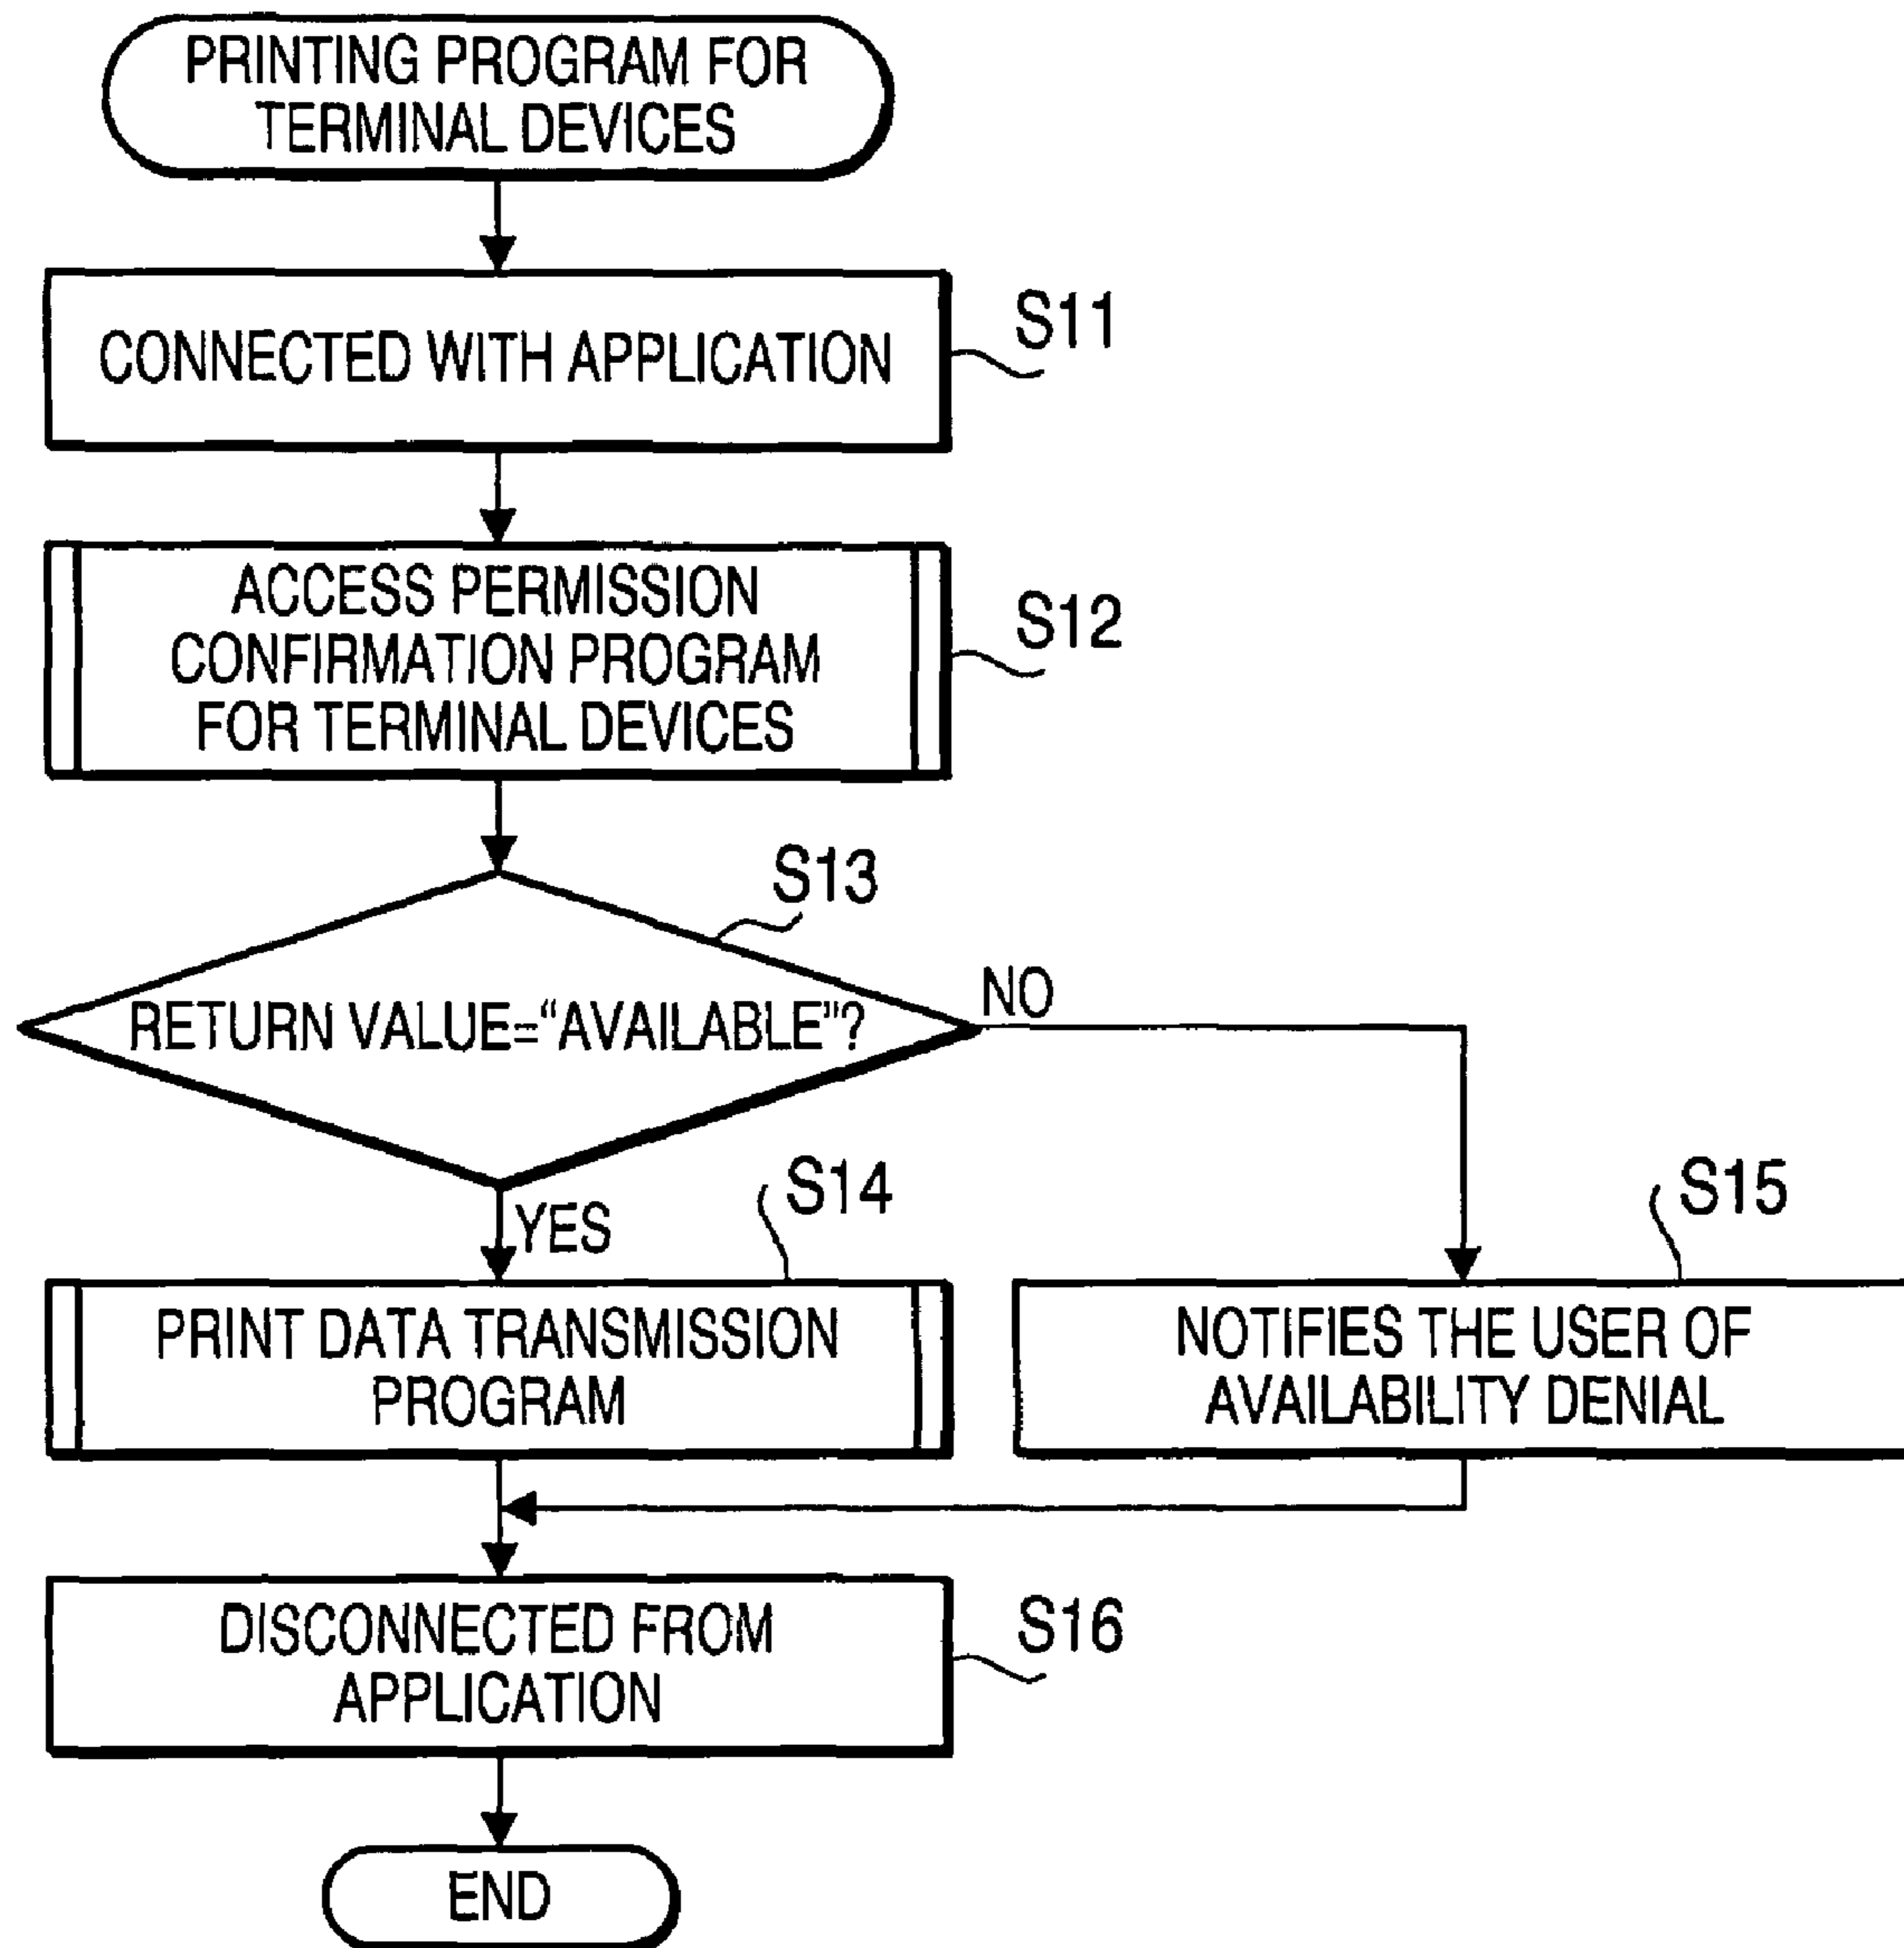 PRINTING PROGRAM FOR
TERMINAL DEVICES
CONNECTED WITH APPLICATION
S11
ACCESS PERMISSION
CONFIRMATION PROGRAM
FOR TERMINAL DEVICES
S12
S13
RETURN VALUE="AVAILABLE"?
NO
YES
S14
PRINT DATA TRANSMISSION
PROGRAM
S15
NOTIFIES THE USER OF
AVAILABILITY DENIAL
DISCONNECTED FROM
APPLICATION
S16
END